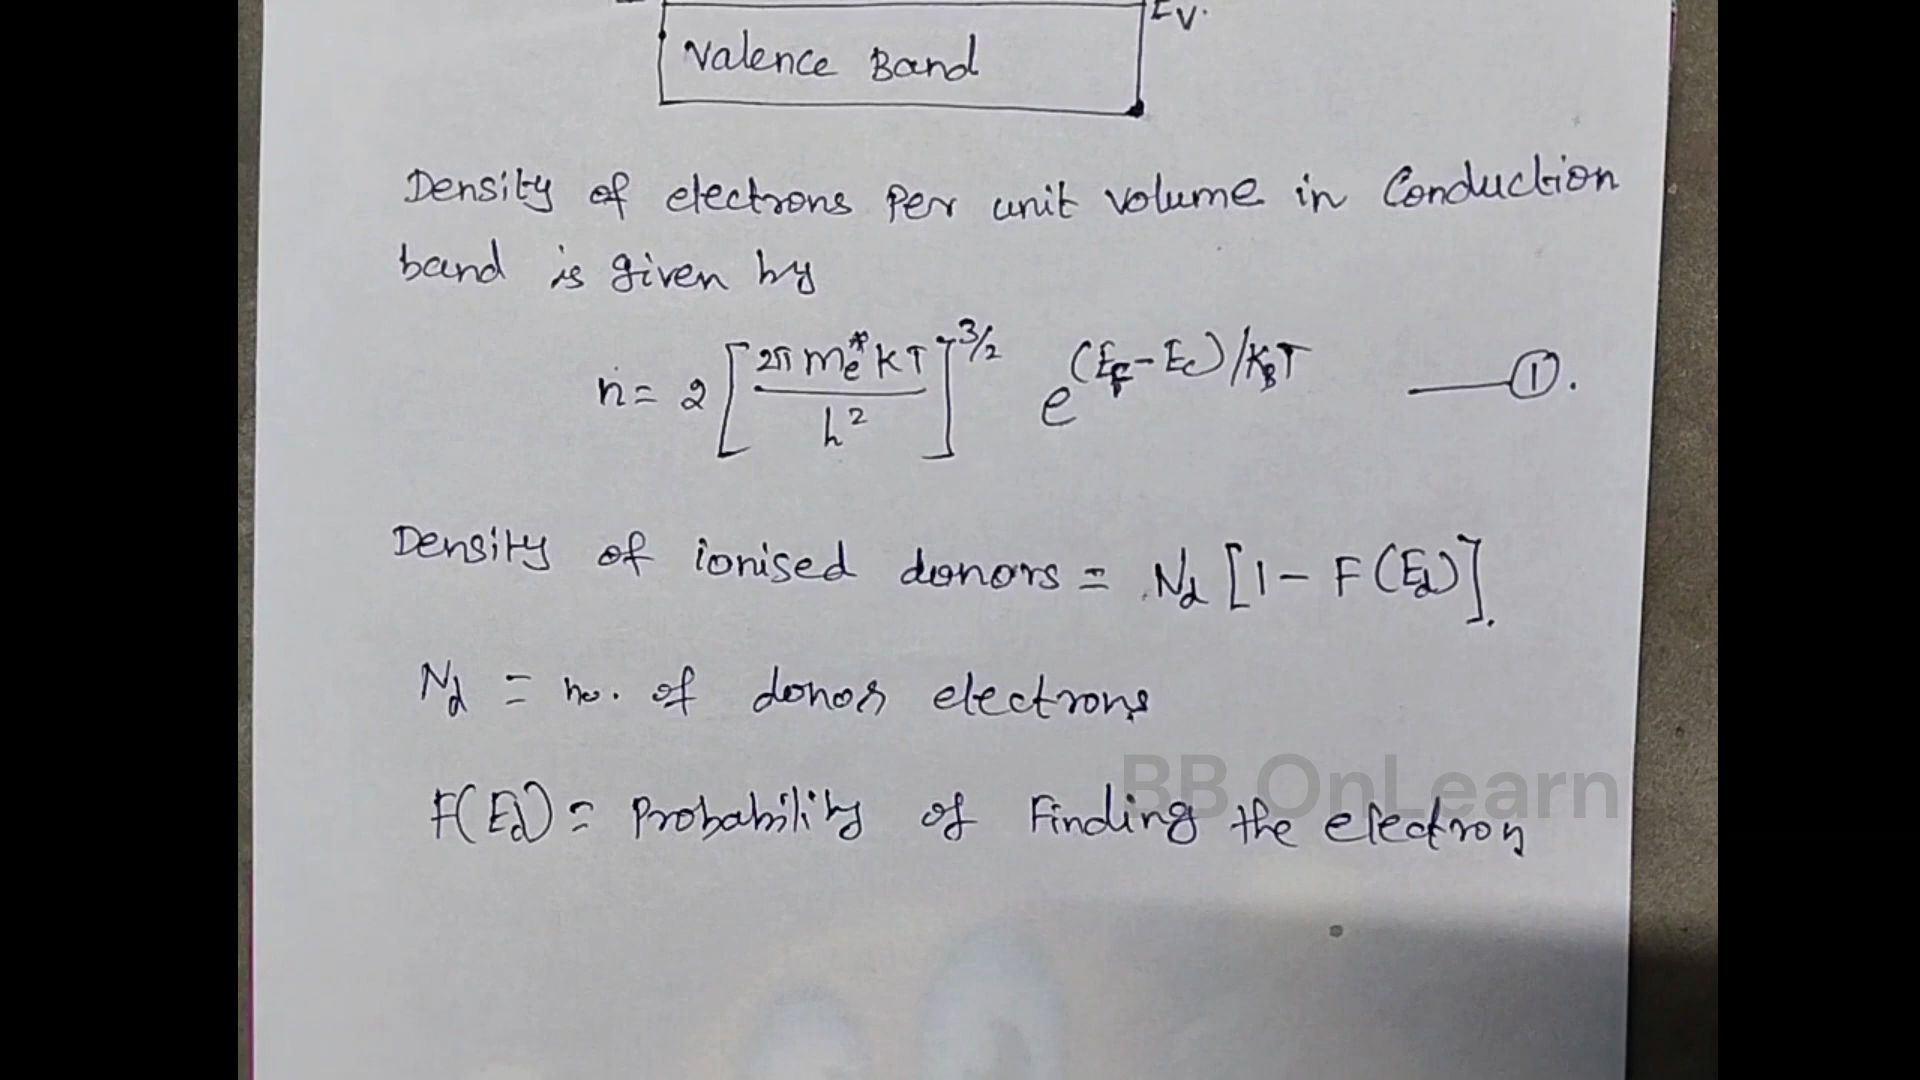 Ev.
Valence Band
Density of electrons Per unit volume in Conduction
band is given by
n = 2 [2π me* KT / h²]^3/2 e^(EF - Ec)/KBT — ①.
Density of ionised donors = Nd [1 - F(Ed)].
Nd = no. of donor electrons
BB OnLearn
F(Ed) = Probability of Finding the electron